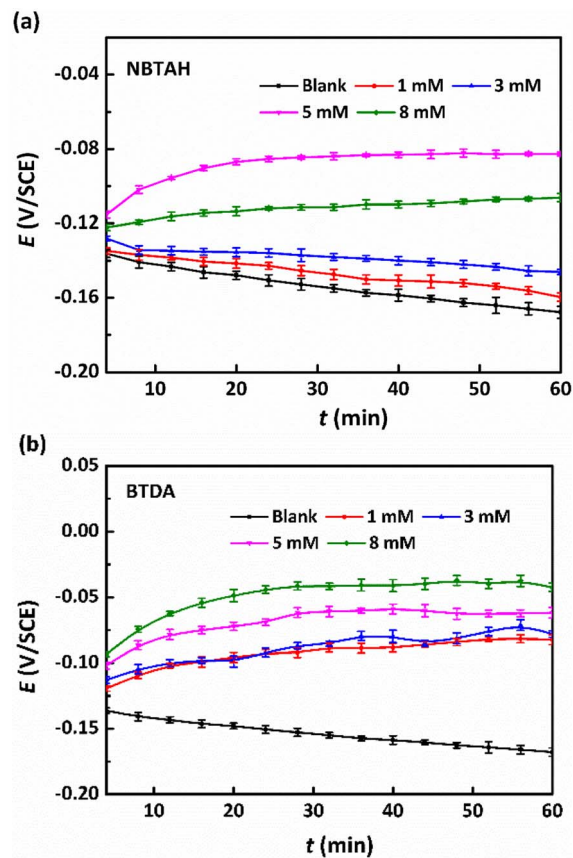 (a)
NBTAH
Blank 1 mM 3 mM
5 mM 8 mM
-0.04
-0.08
-0.12
-0.16
-0.20
E (V/SCE)
10 20 30 40 50 60
t (min)
(b)
BTDA
Blank 1 mM 3 mM
5 mM 8 mM
0.05
0.00
-0.05
-0.10
-0.15
-0.20
E (V/SCE)
10 20 30 40 50 60
t (min)